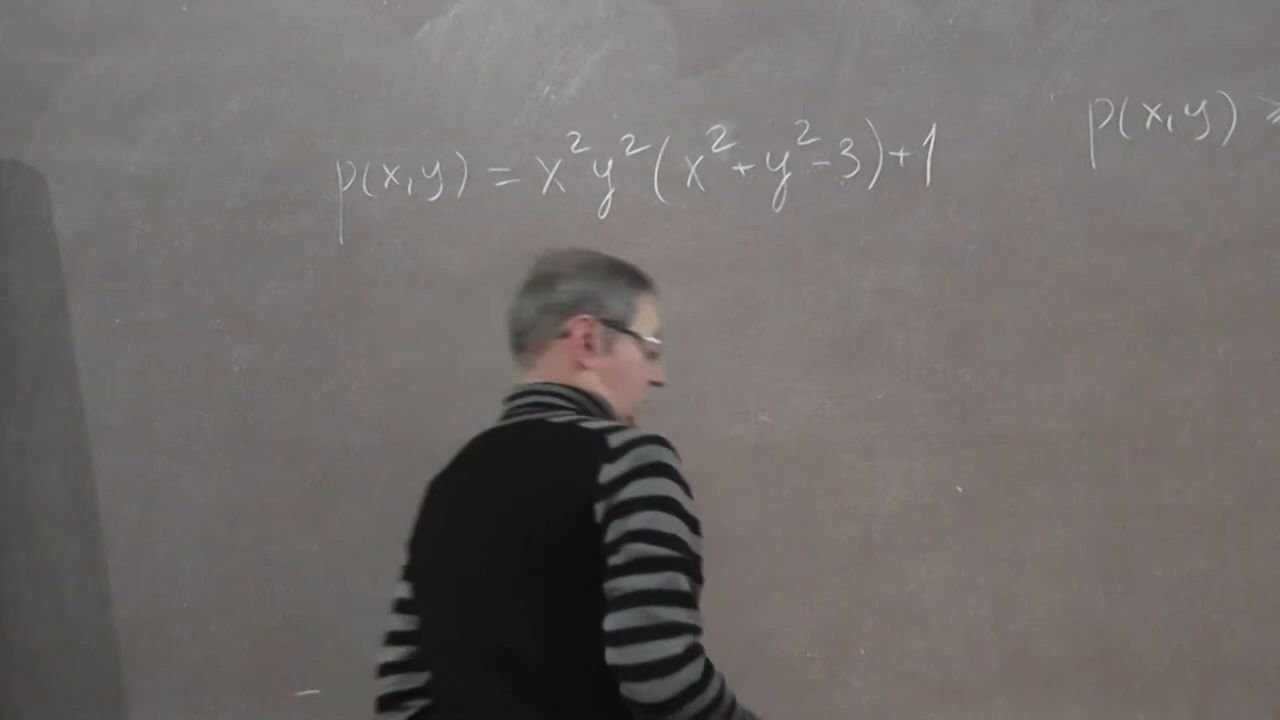 p(x,y) = x²y²(x²+y²-3)+1
p(x,y) ⩾